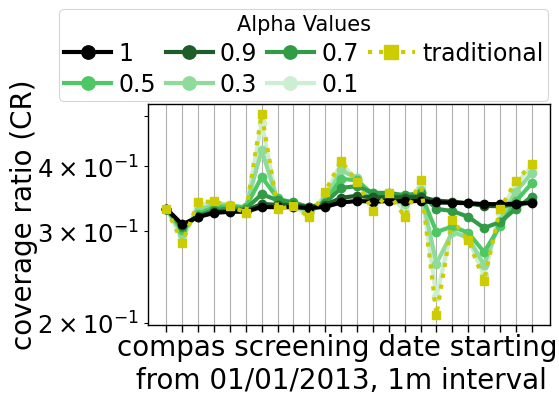 Alpha Values
1 0.9 0.7 traditional
0.5 0.3 0.1
coverage ratio (CR)
4 × 10⁻¹
3 × 10⁻¹
2 × 10⁻¹
compas screening date starting
from 01/01/2013, 1m interval